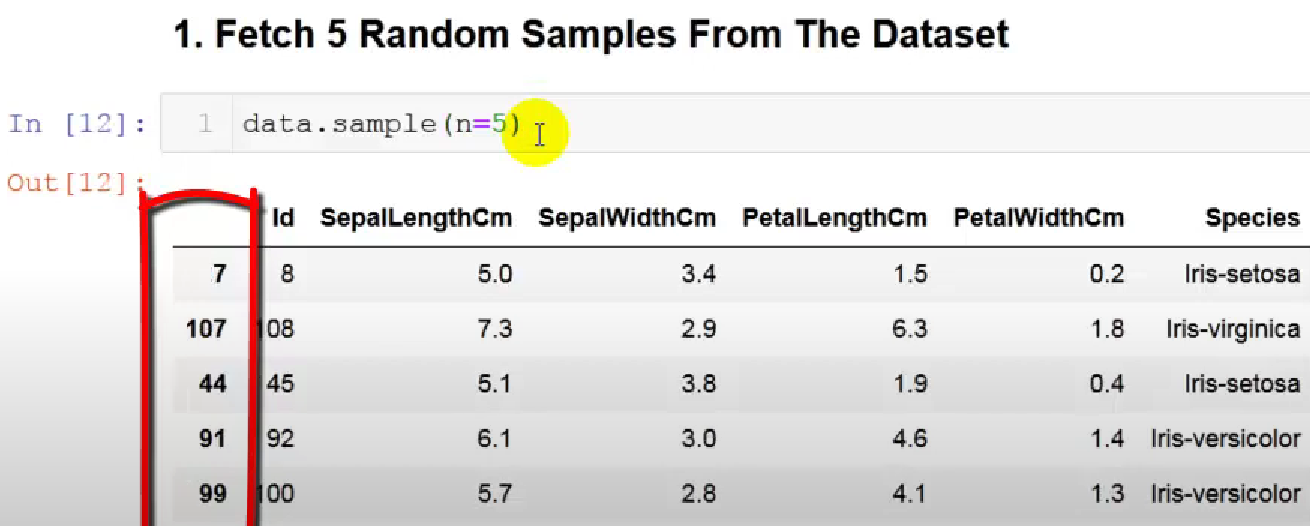 1. Fetch 5 Random Samples From The Dataset
In [12]: 1 data.sample(n=5)
Out[12]:
Id SepalLengthCm SepalWidthCm PetalLengthCm PetalWidthCm Species
7 8 5.0 3.4 1.5 0.2 Iris-setosa
107 108 7.3 2.9 6.3 1.8 Iris-virginica
44 45 5.1 3.8 1.9 0.4 Iris-setosa
91 92 6.1 3.0 4.6 1.4 Iris-versicolor
99 100 5.7 2.8 4.1 1.3 Iris-versicolor